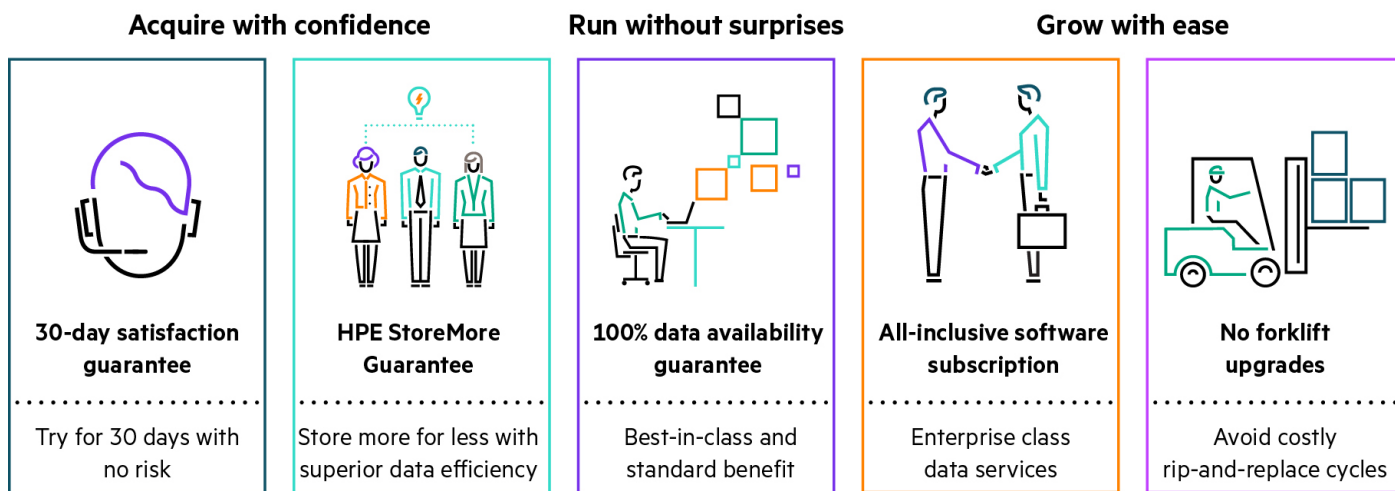 Acquire with confidence
Run without surprises
Grow with ease
30-day satisfaction
guarantee
Try for 30 days with
no risk
HPE StoreMore
Guarantee
Store more for less with
superior data efficiency
100% data availability
guarantee
Best-in-class and
standard benefit
All-inclusive software
subscription
Enterprise class
data services
No forklift
upgrades
Avoid costly
rip-and-replace cycles